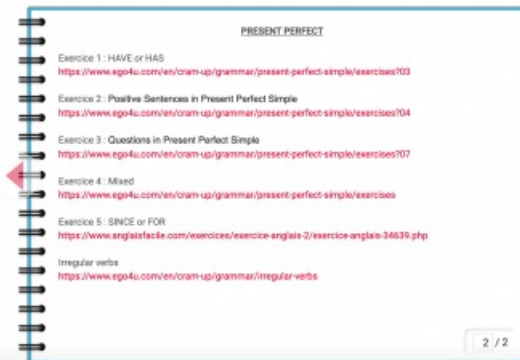 PRESENT PERFECT
Exercice 1 : HAVE or HAS
https://www.ego4u.com/en/cram-up/grammar/present-perfect-simple/exercises?03
Exercice 2 : Positive Sentences in Present Perfect Simple
https://www.ego4u.com/en/cram-up/grammar/present-perfect-simple/exercises?04
Exercice 3 : Questions in Present Perfect Simple
https://www.ego4u.com/en/cram-up/grammar/present-perfect-simple/exercises?07
Exercice 4 : Mixed
https://www.ego4u.com/en/cram-up/grammar/present-perfect-simple/exercises
Exercice 5 : SINCE or FOR
https://www.anglaisfacile.com/exercices/exercice-anglais-2/exercice-anglais-34639.php
Irregular verbs
https://www.ego4u.com/en/cram-up/grammar/irregular-verbs
2 / 2